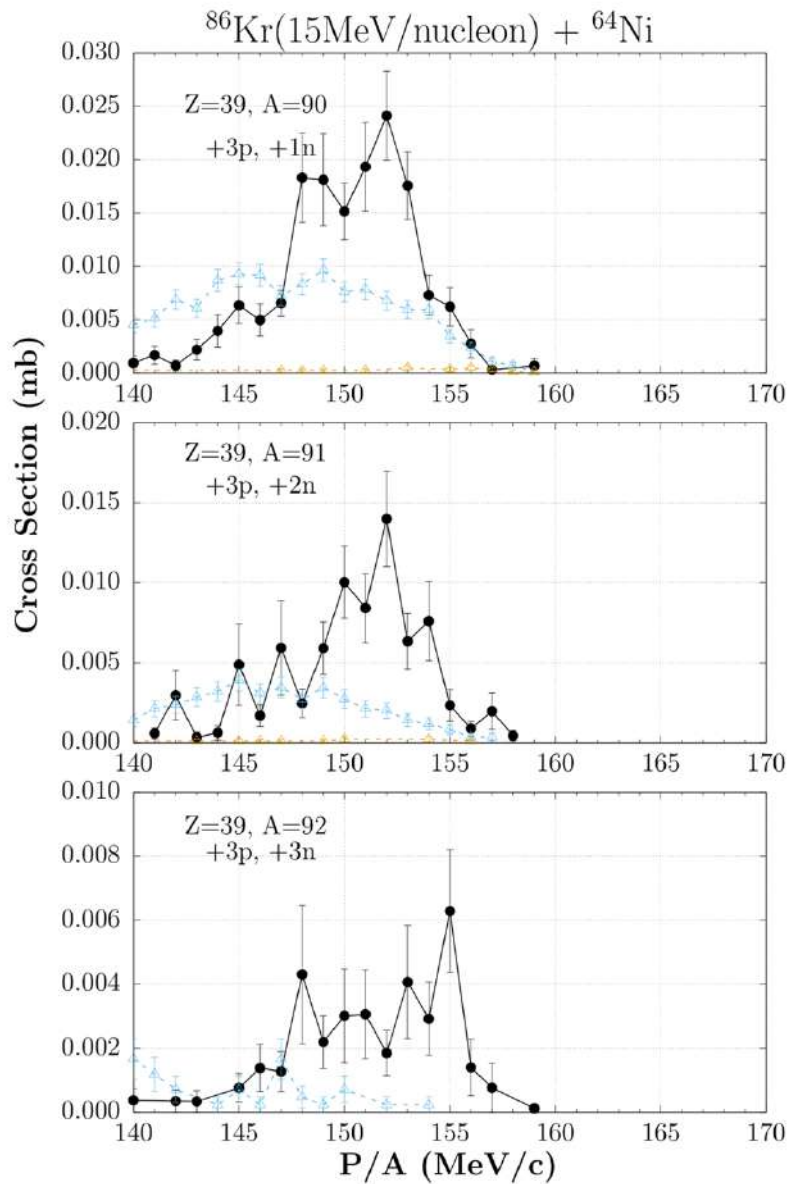 ⁸⁶Kr(15MeV/nucleon) + ⁶⁴Ni
Cross Section (mb)
0.030
0.025
0.020
0.015
0.010
0.005
0.000
Z=39, A=90
+3p, +1n
140 145 150 155 160 165 170
0.020
0.015
0.010
0.005
0.000
Z=39, A=91
+3p, +2n
140 145 150 155 160 165 170
0.010
0.008
0.006
0.004
0.002
0.000
Z=39, A=92
+3p, +3n
140 145 150 155 160 165 170
P/A (MeV/c)